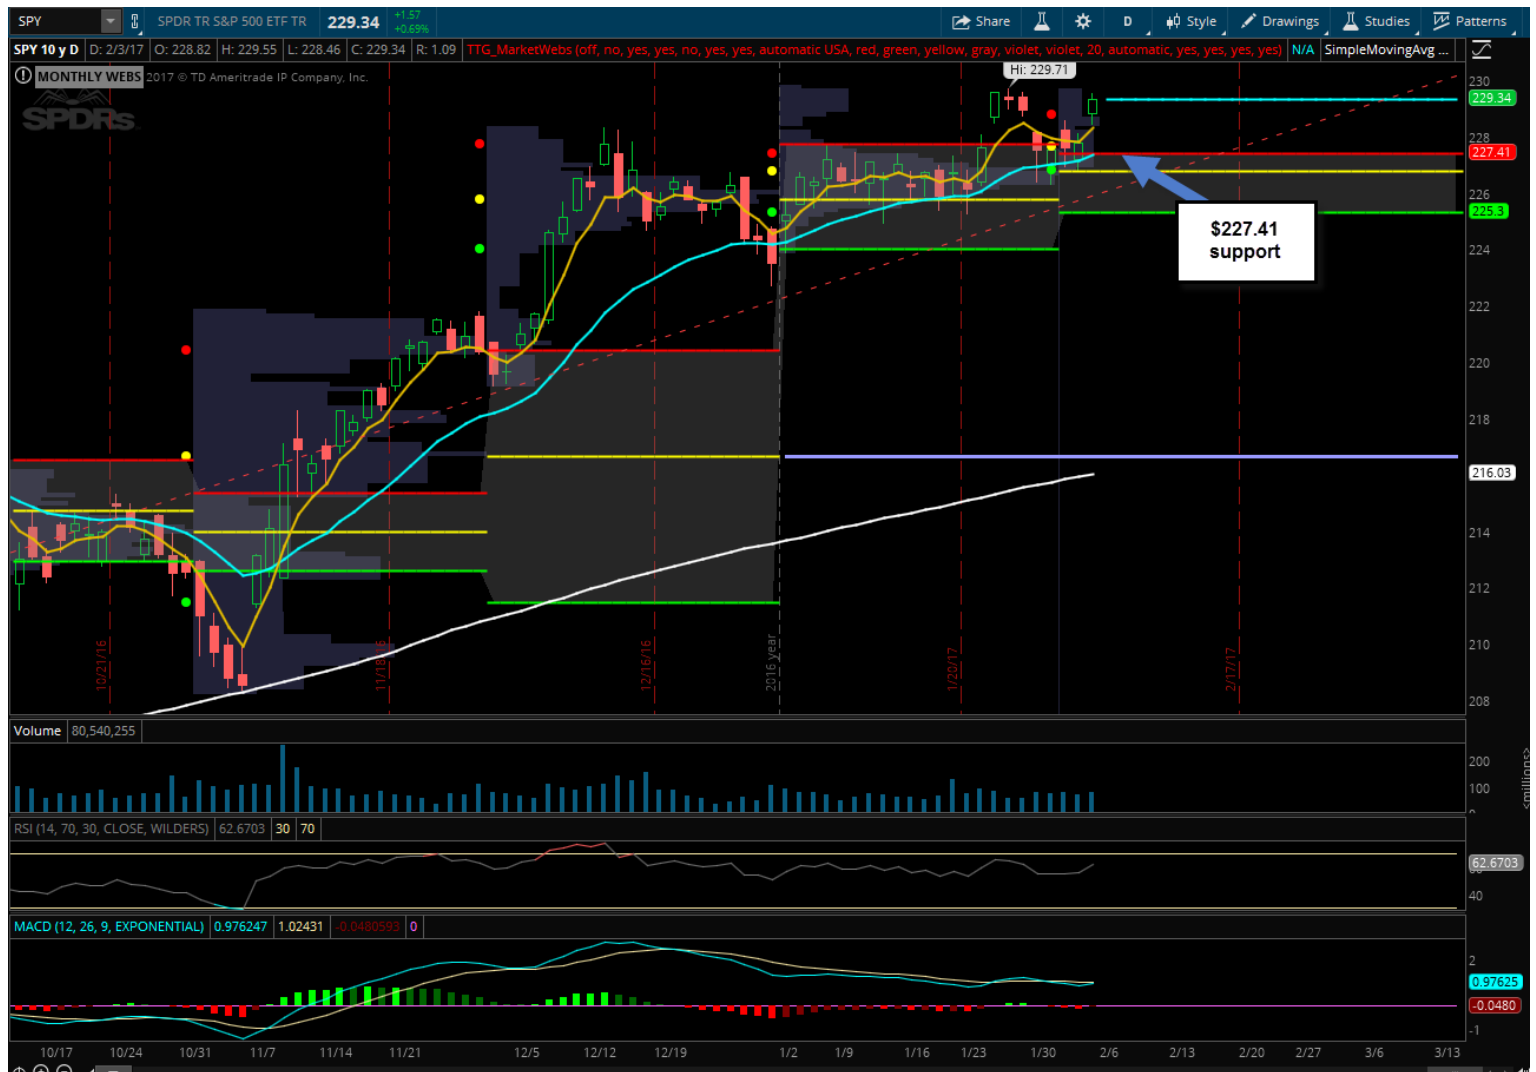 SPY SPDR TR S&P 500 ETF TR 229.34 +1.57 +0.69% Share D Style Drawings Studies Patterns
SPY 10 y D D: 2/3/17 O: 228.82 H: 229.55 L: 228.46 C: 229.34 R: 1.09 TTG_MarketWebs (off, no, yes, yes, no, yes, yes, automatic USA, red, green, yellow, gray, violet, violet, 20, automatic, yes, yes, yes, yes) N/A SimpleMovingAvg ...
MONTHLY WEBS 2017 © TD Ameritrade IP Company, Inc.
SPDRs
Hi: 229.71
230
229.34
228
227.41
226
225.3
224
222
220
218
216.03
214
212
210
208
$227.41
support
10/21/16
11/18/16
12/16/16
2016 year
1/20/17
2/17/17
Volume 80,540,255
200
100
0
<millions>
RSI (14, 70, 30, CLOSE, WILDERS) 62.6703 30 70
62.6703
40
MACD (12, 26, 9, EXPONENTIAL) 0.976247 1.02431 -0.0480593 0
2
0.97625
-0.0480
-1
10/17 10/24 10/31 11/7 11/14 11/21 12/5 12/12 12/19 1/2 1/9 1/16 1/23 1/30 2/6 2/13 2/20 2/27 3/6 3/13